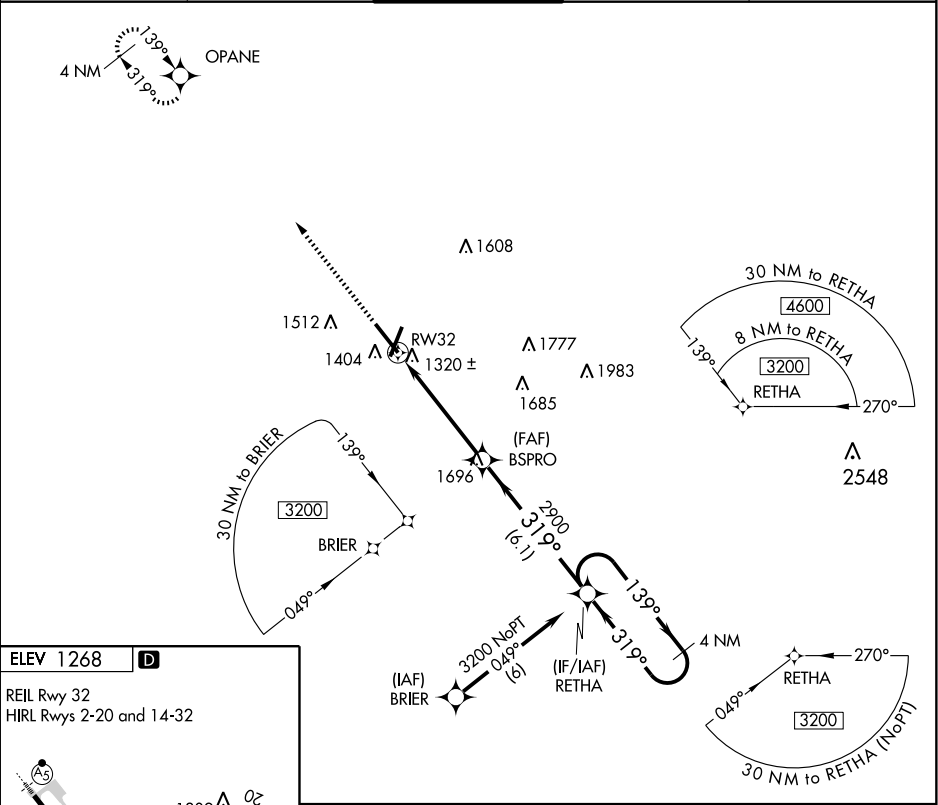 139°
OPANE
4 NM
319°
1608
1512
RW32
1404
1320 ±
1777
1983
1685
30 NM to RETHA
4600
8 NM to RETHA
3200
139°
RETHA
270°
(FAF)
BSPRO
1696
2548
30 NM to BRIER
139°
3200
BRIER
049°
2900
319°
(6.1)
139°
319°
4 NM
3200 NoPT
049°
(6)
(IF/IAF)
RETHA
(IAF)
BRIER
270°
RETHA
049°
3200
30 NM to RETHA (NoPT)
ELEV 1268
D
REIL Rwy 32
HIRL Rwys 2-20 and 14-32
A5
20